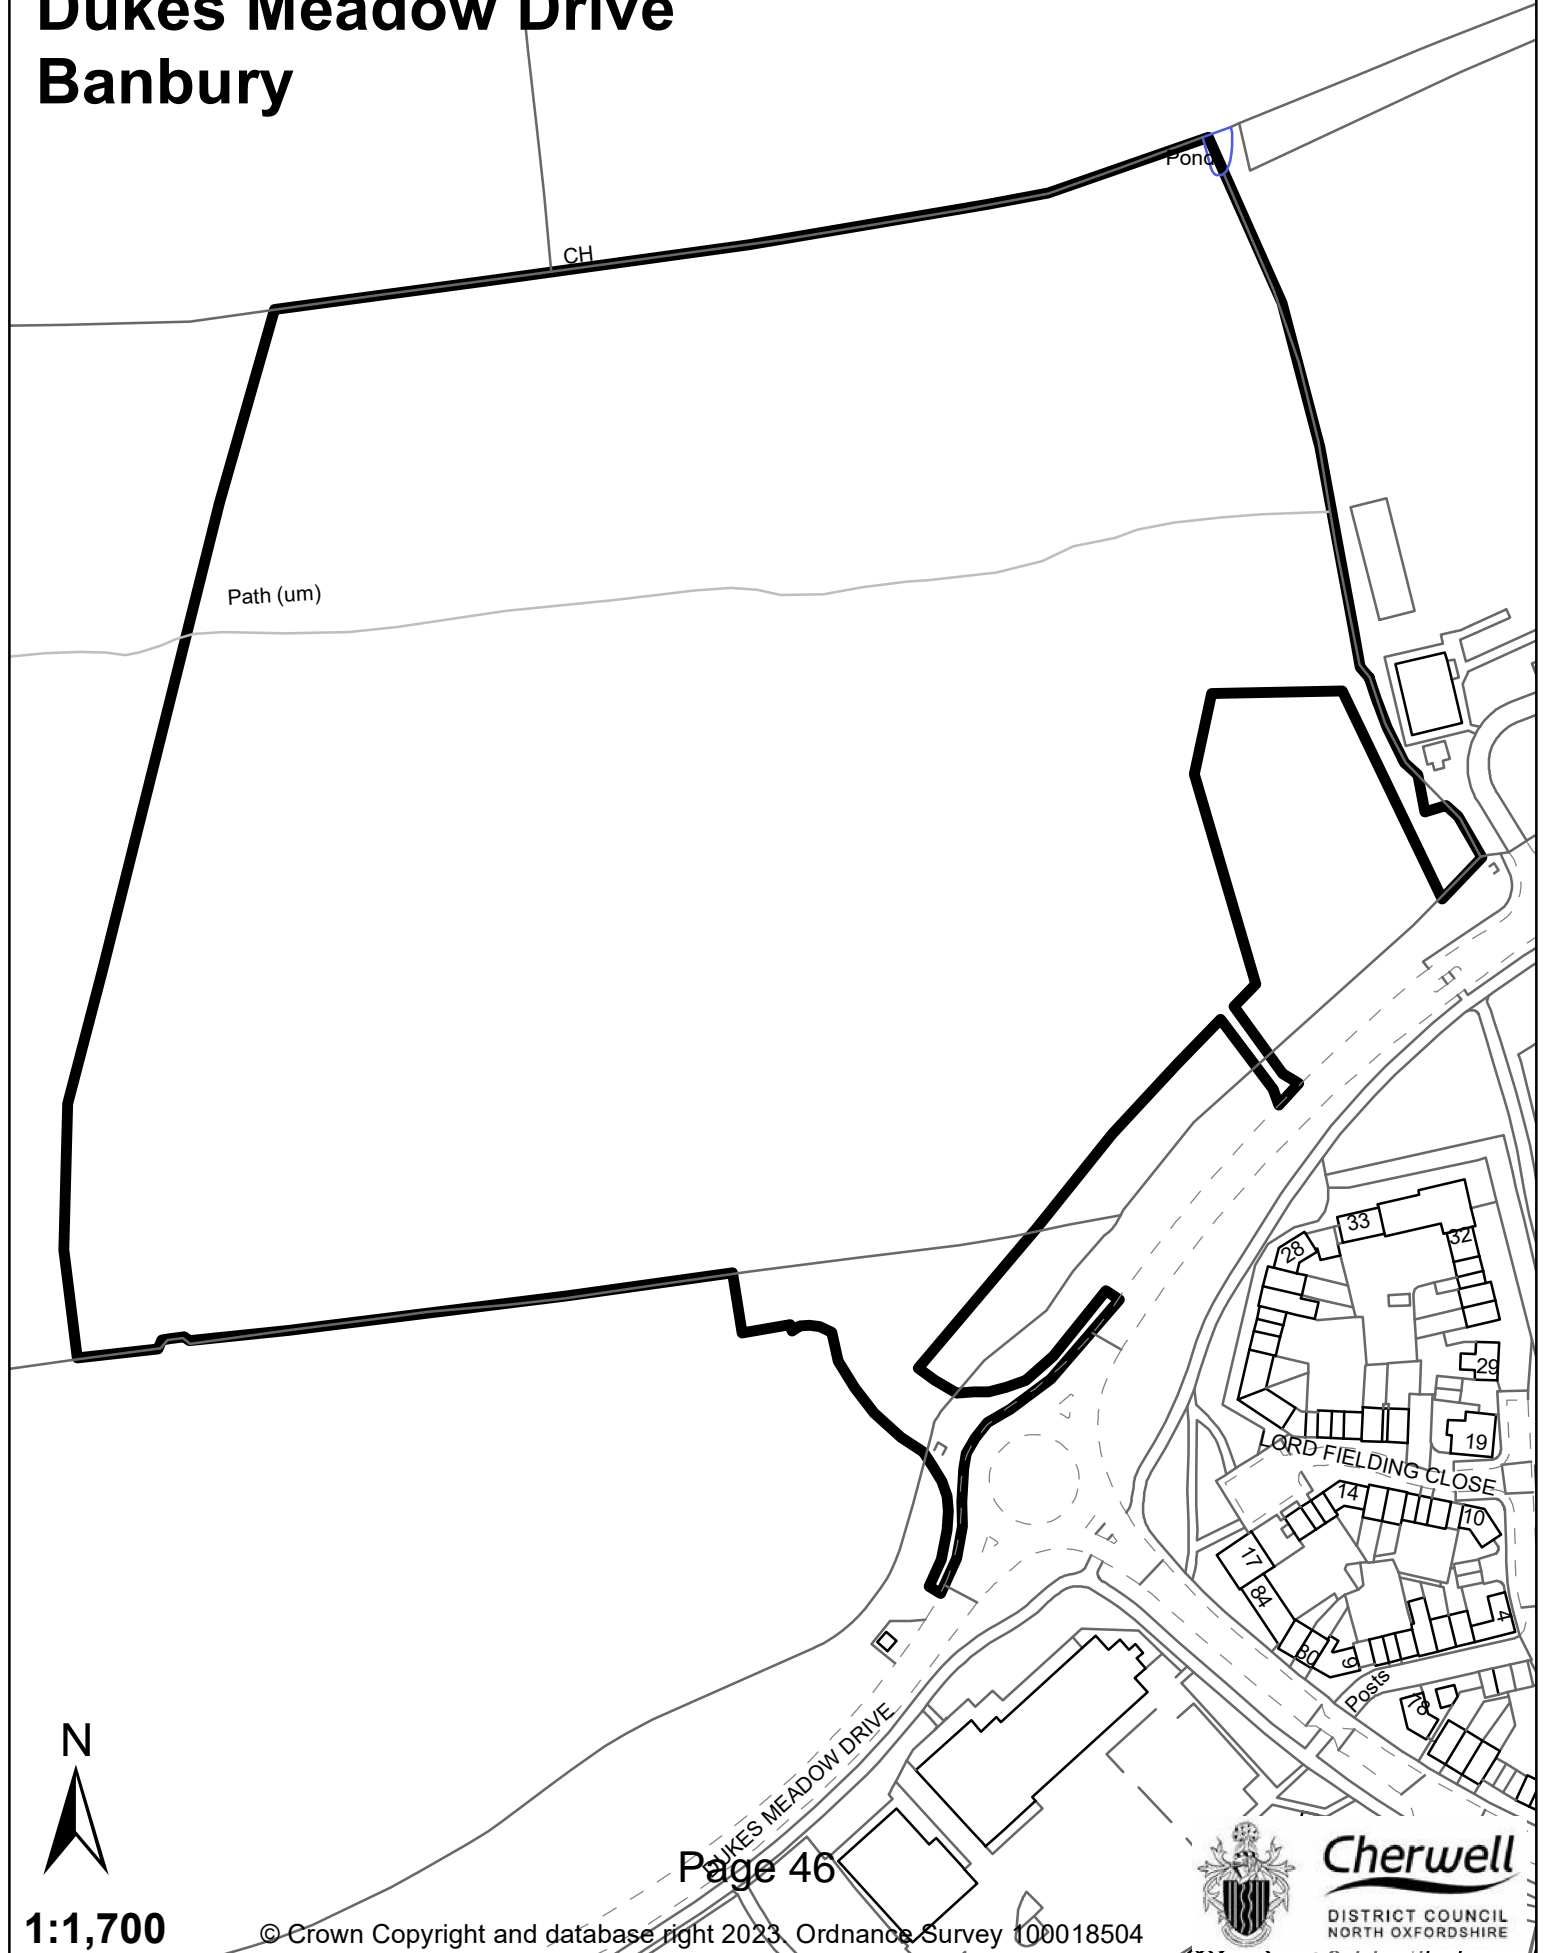 Dukes Meadow Drive
Banbury
Pond
CH
Path (um)
33
32
28
29
19
LORD FIELDING CLOSE
14
10
17
84
4
80
9
Posts
78
N
DUKES MEADOW DRIVE
Page 46
Cherwell
DISTRICT COUNCIL
NORTH OXFORDSHIRE
1:1,700
© Crown Copyright and database right 2023. Ordnance Survey 100018504